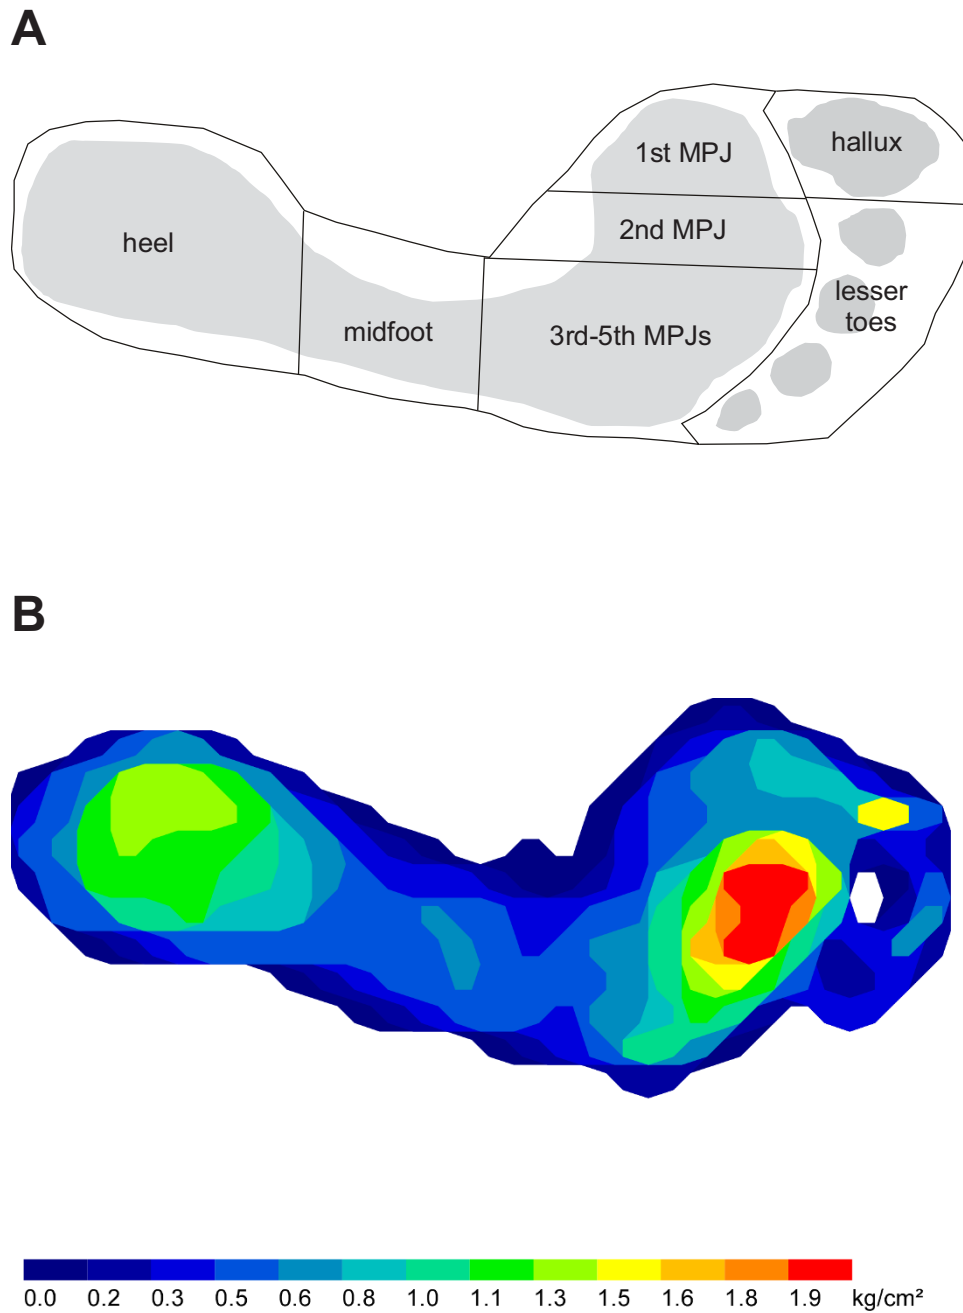 A
1st MPJ
hallux
2nd MPJ
heel
lesser
toes
midfoot
3rd-5th MPJs
B
0.0 0.2 0.3 0.5 0.6 0.8 1.0 1.1 1.3 1.5 1.6 1.8 1.9 kg/cm²